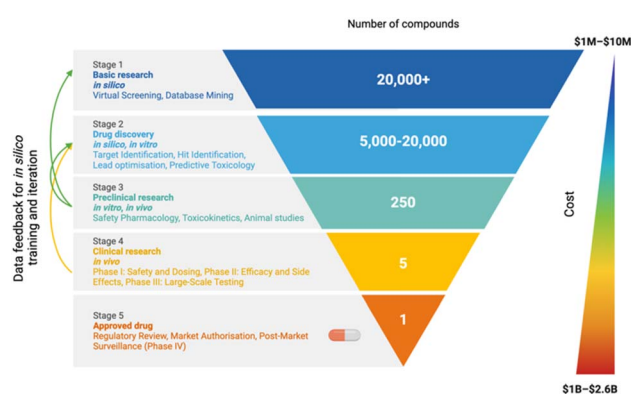 Number of compounds
$1M–$10M
Stage 1
Basic research
in silico
Virtual Screening, Database Mining
20,000+
Stage 2
Drug discovery
in silico, in vitro
Target Identification, Hit Identification,
Lead optimisation, Predictive Toxicology
5,000-20,000
Stage 3
Preclinical research
in vitro, in vivo
Safety Pharmacology, Toxicokinetics, Animal studies
250
Stage 4
Clinical research
in vivo
Phase I: Safety and Dosing, Phase II: Efficacy and Side
Effects, Phase III: Large-Scale Testing
5
Stage 5
Approved drug
Regulatory Review, Market Authorisation, Post-Market
Surveillance (Phase IV)
1
Data feedback for in silico
training and iteration
Cost
$1B–$2.6B